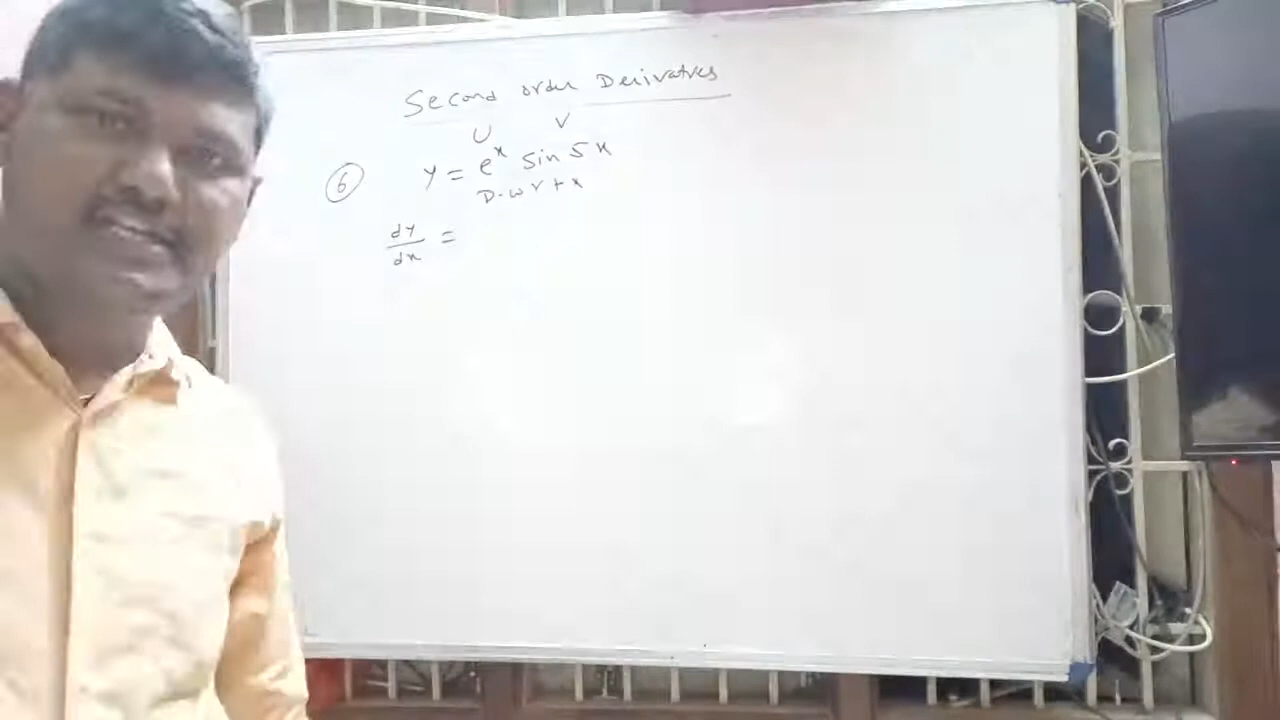 Second order Derivatives
U V
6 y = e^x Sin 5x
D.w r t x
dy/dx =